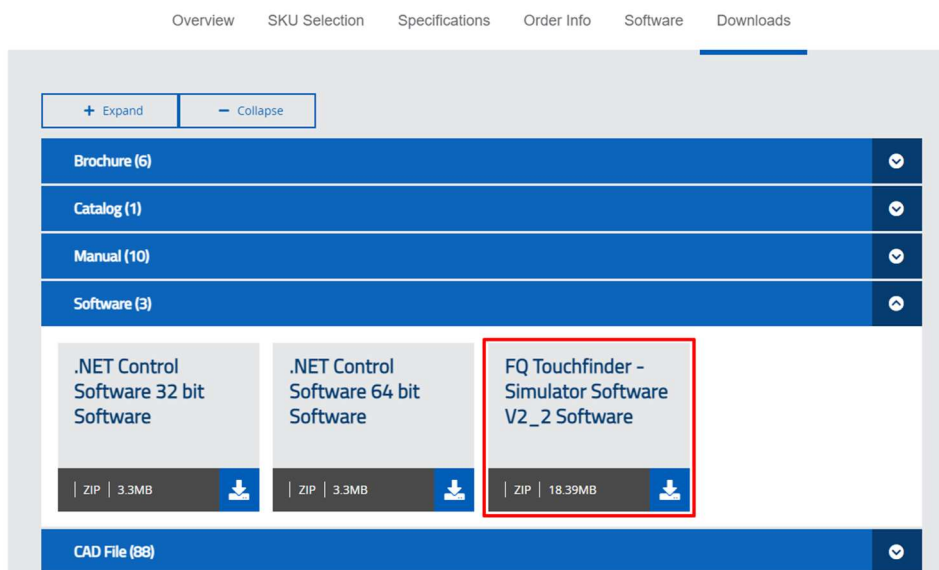 Overview SKU Selection Specifications Order Info Software Downloads
+ Expand − Collapse
Brochure (6)
Catalog (1)
Manual (10)
Software (3)
.NET Control
Software 32 bit
Software
| ZIP | 3.3MB
.NET Control
Software 64 bit
Software
| ZIP | 3.3MB
FQ Touchfinder -
Simulator Software
V2_2 Software
| ZIP | 18.39MB
CAD File (88)